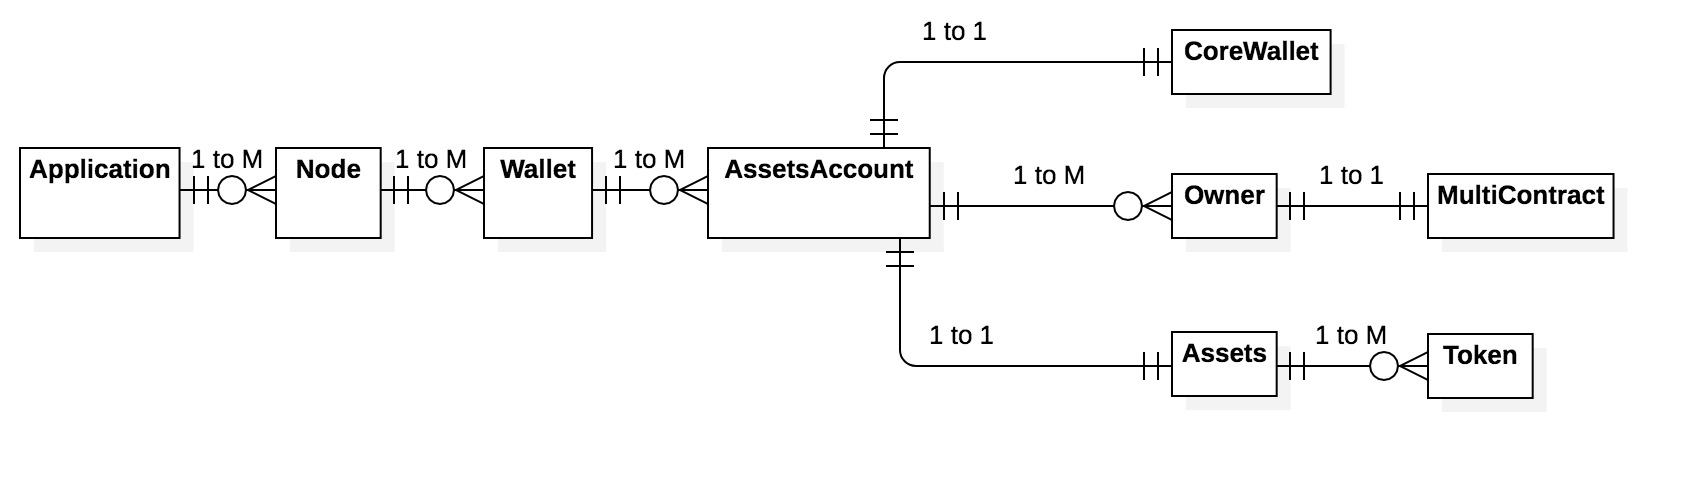 1 to 1
CoreWallet
Application
1 to M
Node
1 to M
Wallet
1 to M
AssetsAccount
1 to M
Owner
1 to 1
MultiContract
1 to 1
Assets
1 to M
Token